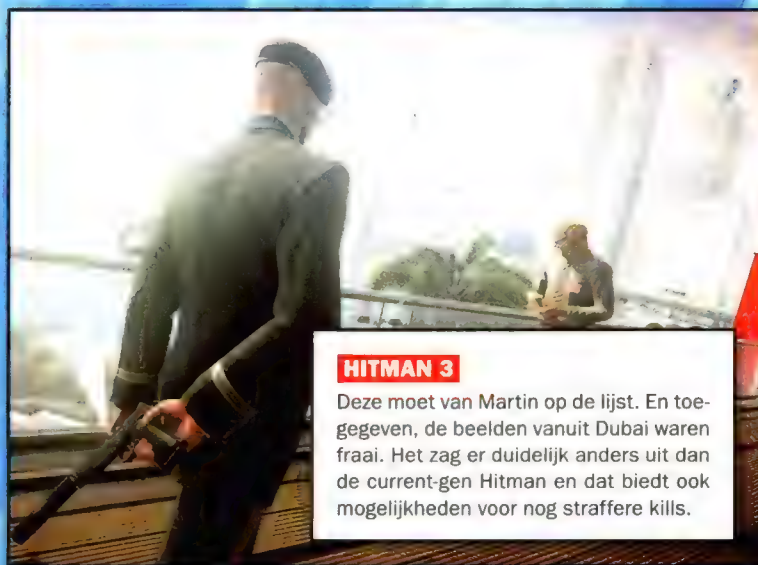 HITMAN 3
Deze moet van Martin op de lijst. En toe-
gegeven, de beelden vanuit Dubai waren
fraai. Het zag er duidelijk anders uit dan
de current-gen Hitman en dat biedt ook
mogelijkheden voor nog straffere kills.